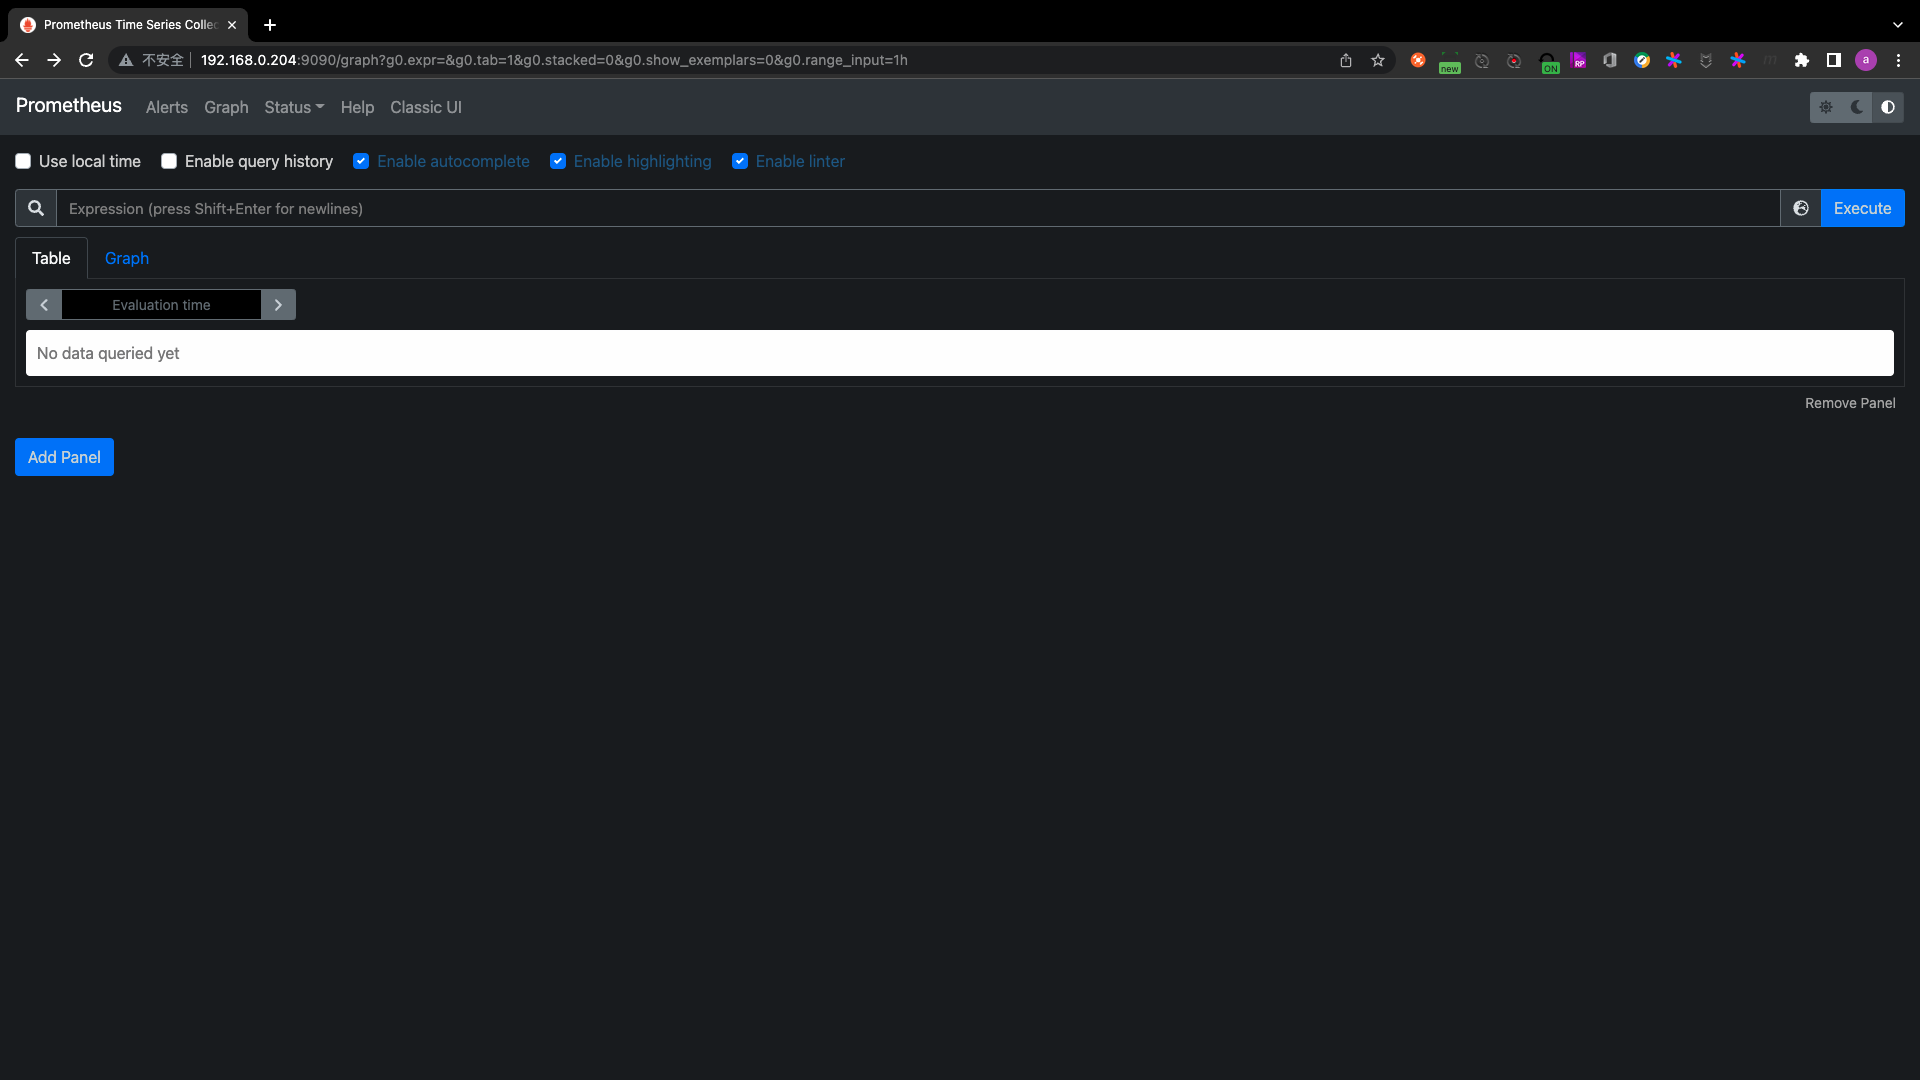 Prometheus Time Series Collec
不安全 192.168.0.204:9090/graph?g0.expr=&g0.tab=1&g0.stacked=0&g0.show_exemplars=0&g0.range_input=1h
new
ON
RP
a
Prometheus Alerts Graph Status Help Classic UI
Use local time Enable query history Enable autocomplete Enable highlighting Enable linter
Expression (press Shift+Enter for newlines) Execute
Table Graph
Evaluation time
No data queried yet
Remove Panel
Add Panel